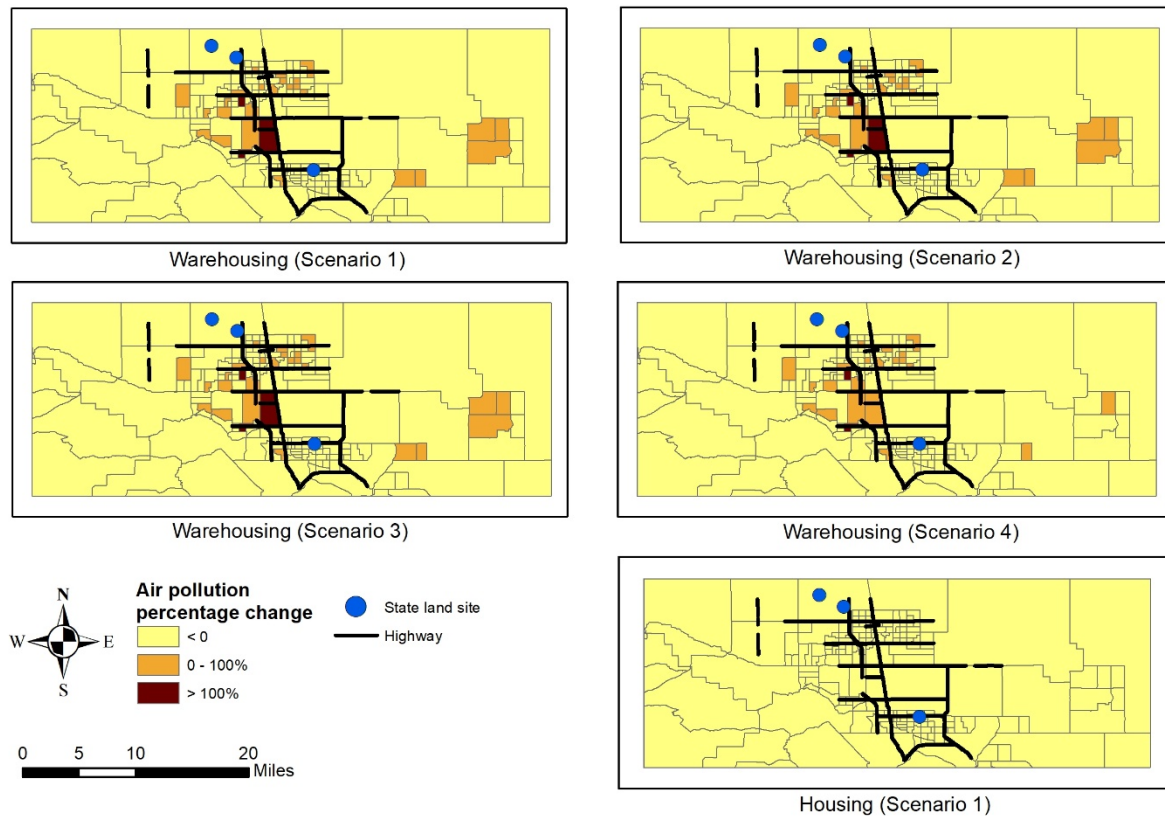 Warehousing (Scenario 1)
Warehousing (Scenario 2)
Warehousing (Scenario 3)
Warehousing (Scenario 4)
N
W
E
S
Air pollution
percentage change
< 0
0 - 100%
> 100%
State land site
Highway
0 5 10 20
Miles
Housing (Scenario 1)